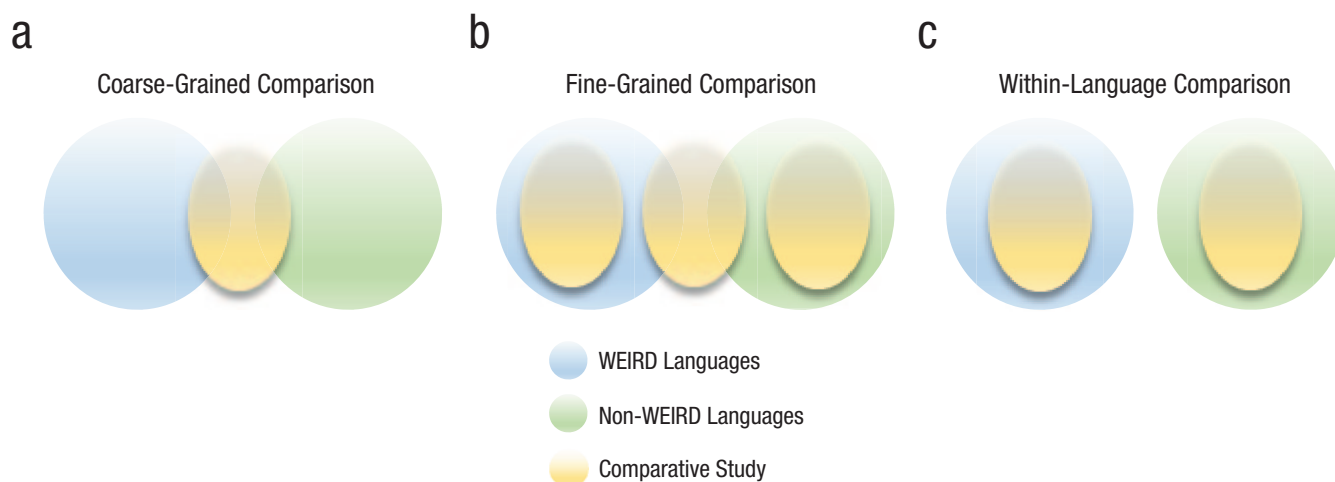 a
b
c
Coarse-Grained Comparison
Fine-Grained Comparison
Within-Language Comparison
WEIRD Languages
Non-WEIRD Languages
Comparative Study